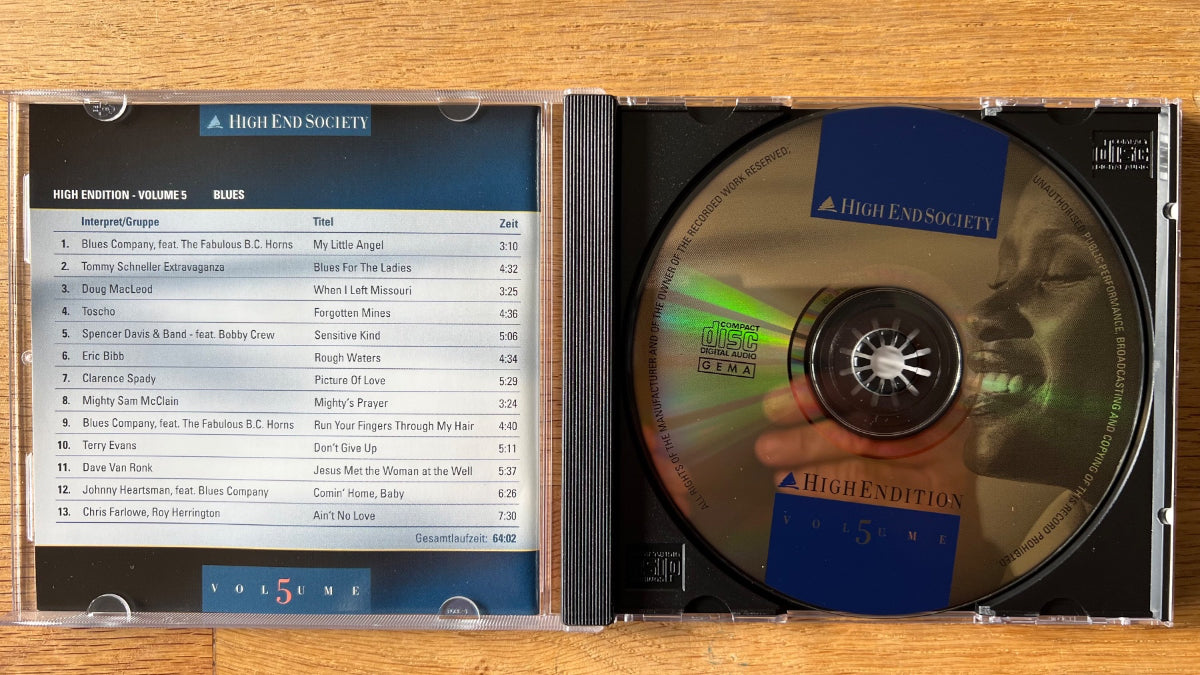 HIGH END SOCIETY
HIGH ENDITION - VOLUME 5 BLUES
Interpret/Gruppe Titel Zeit
1. Blues Company, feat. The Fabulous B.C. Horns My Little Angel 3:10
2. Tommy Schneller Extravaganza Blues For The Ladies 4:32
3. Doug MacLeod When I Left Missouri 3:25
4. Toscho Forgotten Mines 4:36
5. Spencer Davis & Band - feat. Bobby Crew Sensitive Kind 5:06
6. Eric Bibb Rough Waters 4:34
7. Clarence Spady Picture Of Love 5:29
8. Mighty Sam McClain Mighty's Prayer 3:24
9. Blues Company, feat. The Fabulous B.C. Horns Run Your Fingers Through My Hair 4:40
10. Terry Evans Don't Give Up 5:11
11. Dave Van Ronk Jesus Met the Woman at the Well 5:37
12. Johnny Heartsman, feat. Blues Company Comin' Home, Baby 6:26
13. Chris Farlowe, Roy Herrington Ain't No Love 7:30
Gesamtlaufzeit: 64:02
VOL5UME
HIGH END SOCIETY
ALL RIGHTS OF THE MANUFACTURER AND OF THE OWNER OF THE RECORDED WORK RESERVED;
UNAUTHORISED PUBLIC PERFORMANCE, BROADCASTING AND COPYING OF THIS RECORD PROHIBITED.
COMPACT
disc
DIGITAL AUDIO
GEMA
HIGH ENDITION
VOL5UME
COMPACT
disc
DIGITAL AUDIO